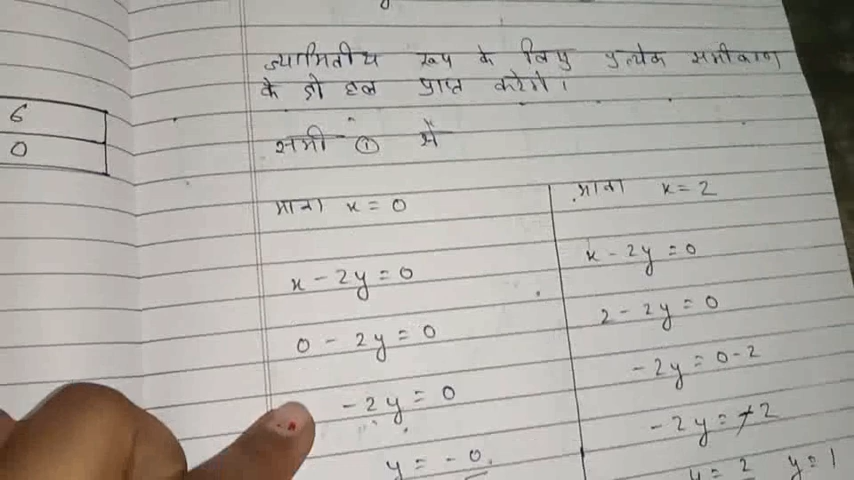 6
0
ज्यामितीय रूप के लिए प्रत्येक समीकरण
के दो हल प्राप्त करेंगे।
समी ① में
माना x = 0
x - 2y = 0
0 - 2y = 0
-2y = 0
y = -0
माना x = 2
x - 2y = 0
2 - 2y = 0
-2y = 0-2
-2y = -2
y = 2 y = 1